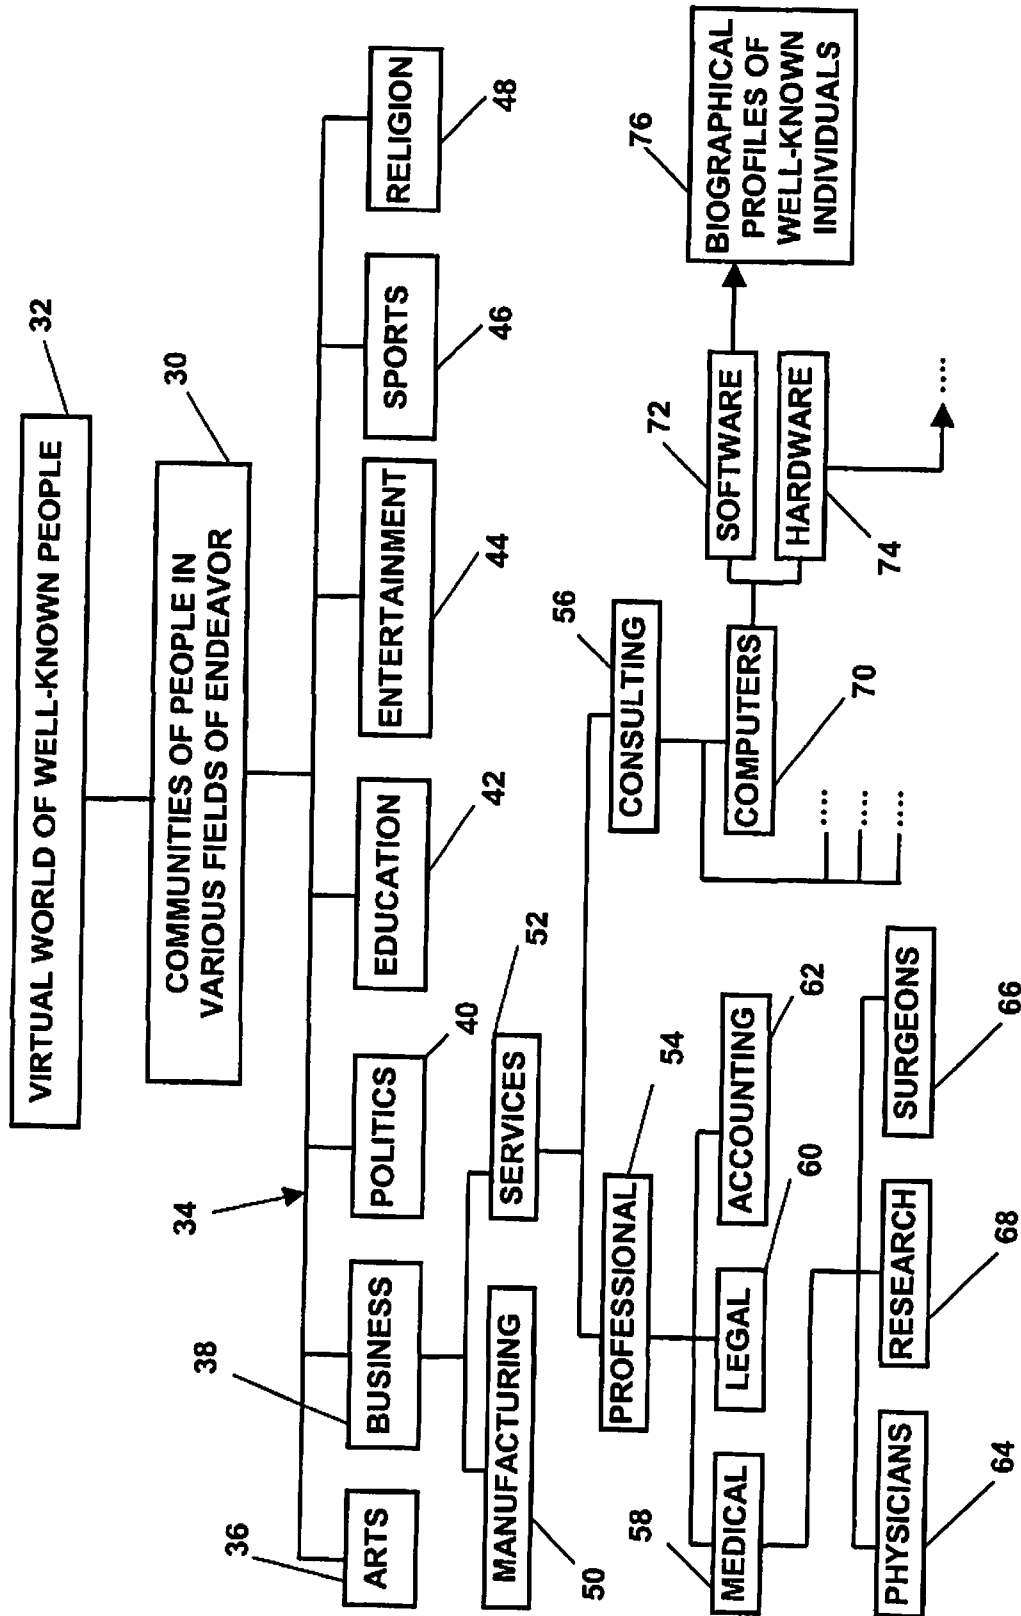 VIRTUAL WORLD OF WELL-KNOWN PEOPLE
32
COMMUNITIES OF PEOPLE IN
VARIOUS FIELDS OF ENDEAVOR
30
34
36
ARTS
38
BUSINESS
POLITICS
40
EDUCATION
42
ENTERTAINMENT
44
SPORTS
46
RELIGION
48
MANUFACTURING
50
SERVICES
52
PROFESSIONAL
54
CONSULTING
56
58
MEDICAL
LEGAL
60
ACCOUNTING
62
COMPUTERS
70
....
....
....
72
SOFTWARE
HARDWARE
74
....
76
BIOGRAPHICAL
PROFILES OF
WELL-KNOWN
INDIVIDUALS
PHYSICIANS
64
RESEARCH
68
SURGEONS
66